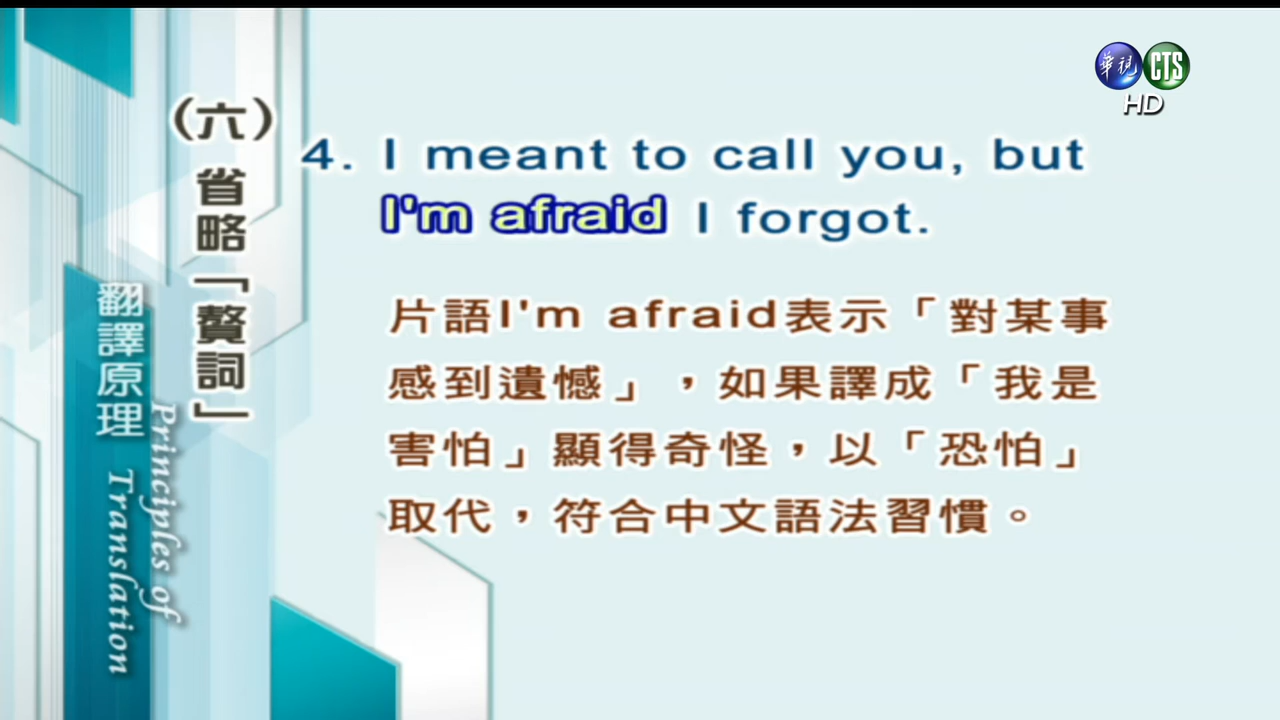 華視 CTS
HD
(六)省略「贅詞」
翻譯原理
Principles of
Translation
4. I meant to call you, but
I'm afraid I forgot.
片語I'm afraid表示「對某事
感到遺憾」，如果譯成「我是
害怕」顯得奇怪，以「恐怕」
取代，符合中文語法習慣。